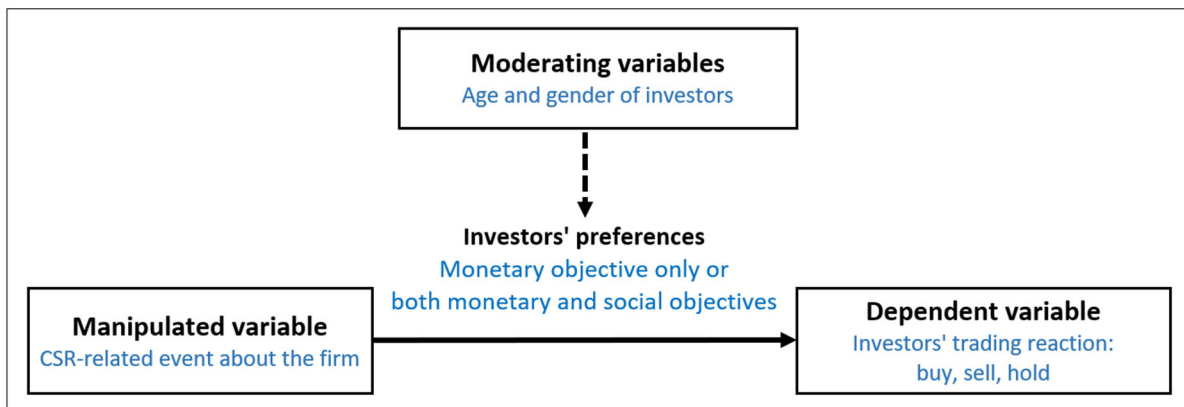 Moderating variables
Age and gender of investors
Investors' preferences
Monetary objective only or
both monetary and social objectives
Manipulated variable
CSR-related event about the firm
Dependent variable
Investors' trading reaction:
buy, sell, hold